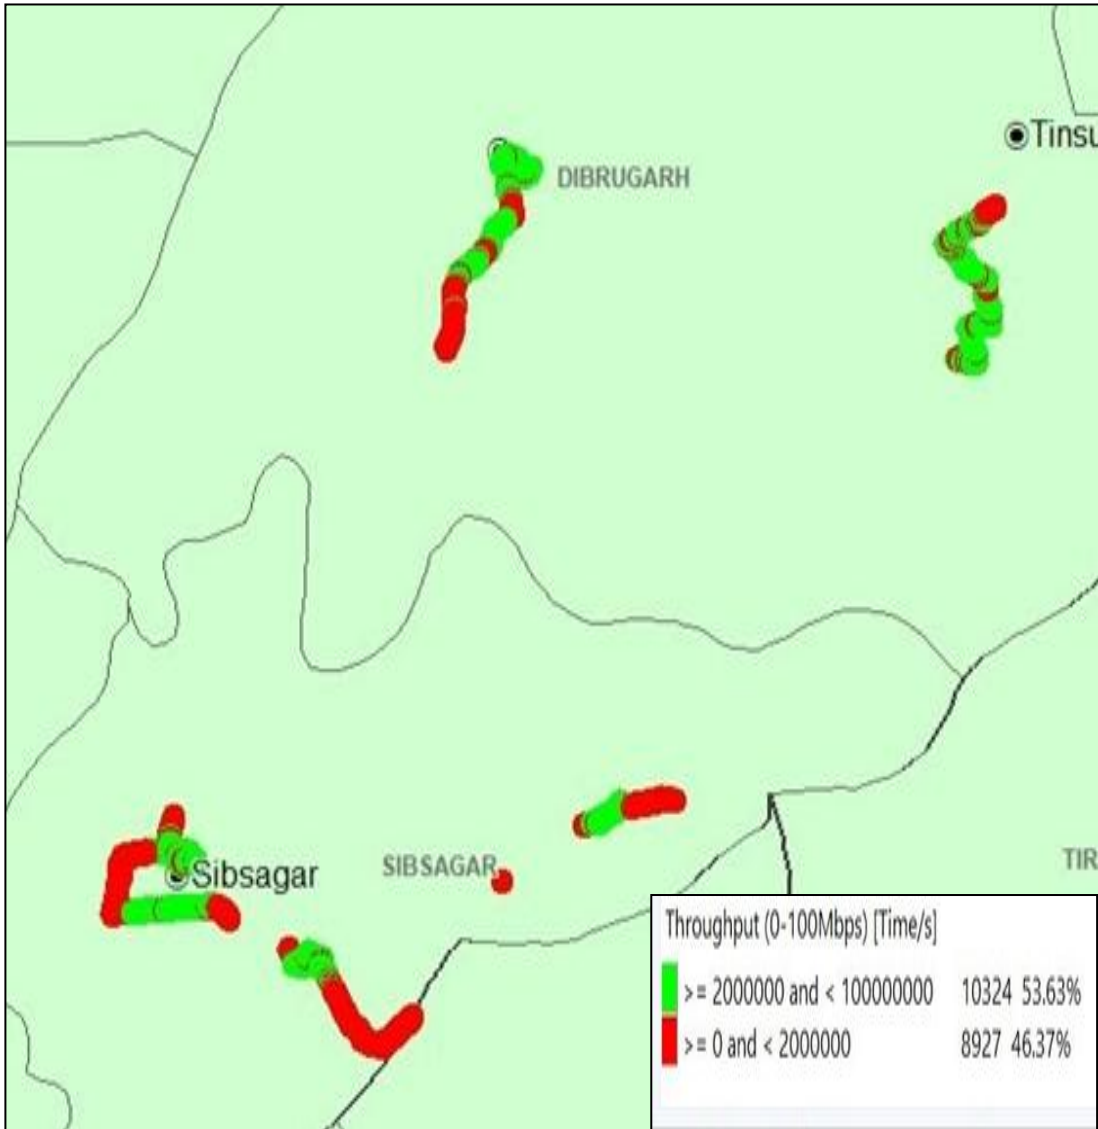 Tinsu
DIBRUGARH
Sibsagar
SIBSAGAR
TIR
Throughput (0-100Mbps) [Time/s]
>= 2000000 and < 100000000 10324 53.63%
>= 0 and < 2000000 8927 46.37%